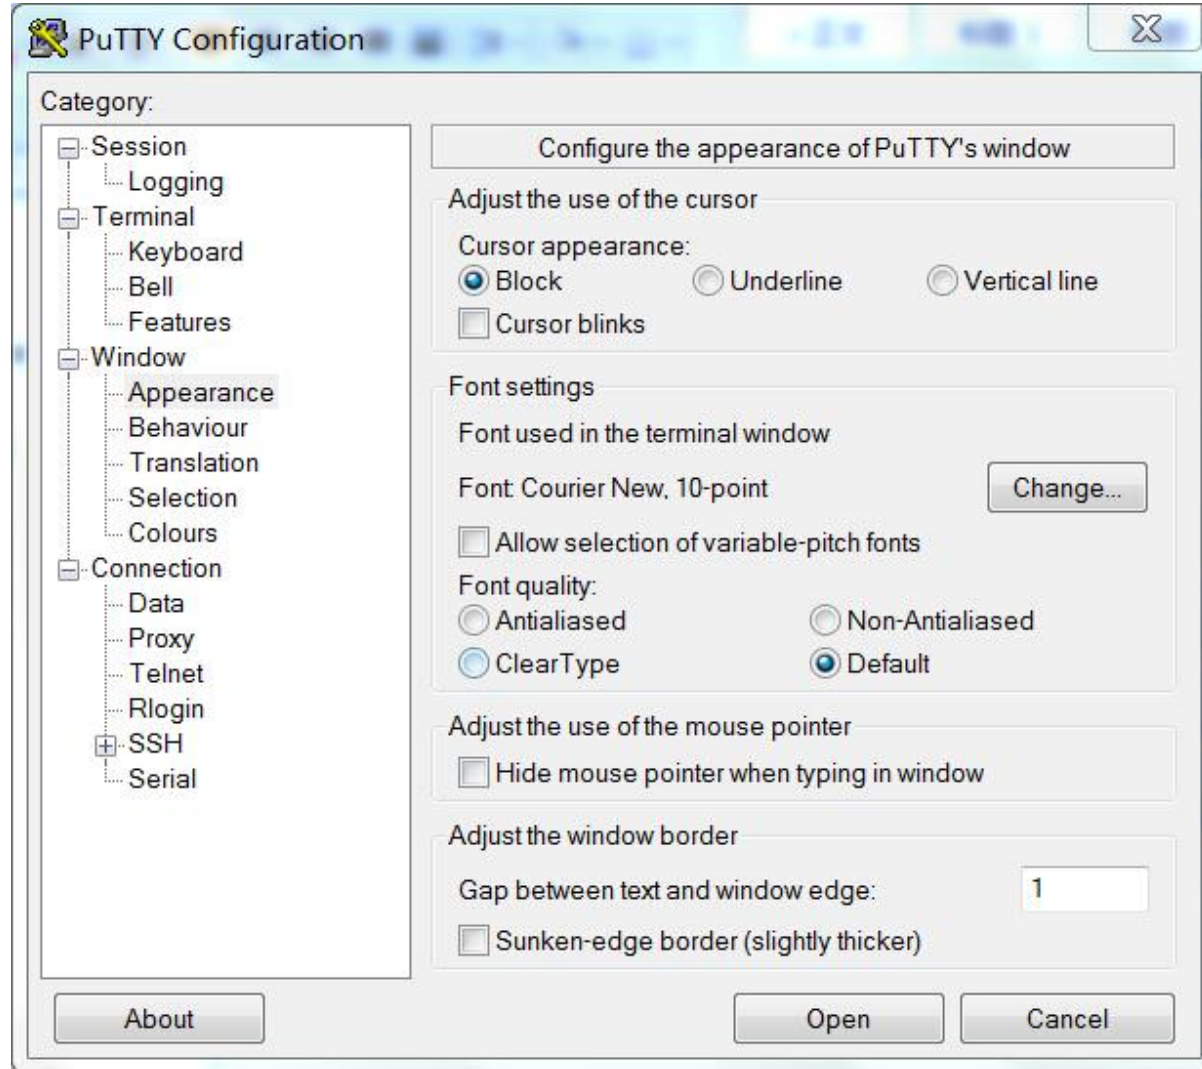 PuTTY Configuration
Category:
Session
Logging
Terminal
Keyboard
Bell
Features
Window
Appearance
Behaviour
Translation
Selection
Colours
Connection
Data
Proxy
Telnet
Rlogin
SSH
Serial
Configure the appearance of PuTTY's window
Adjust the use of the cursor
Cursor appearance:
Block Underline Vertical line
Cursor blinks
Font settings
Font used in the terminal window
Font: Courier New, 10-point Change...
Allow selection of variable-pitch fonts
Font quality:
Antialiased Non-Antialiased
ClearType Default
Adjust the use of the mouse pointer
Hide mouse pointer when typing in window
Adjust the window border
Gap between text and window edge: 1
Sunken-edge border (slightly thicker)
About Open Cancel